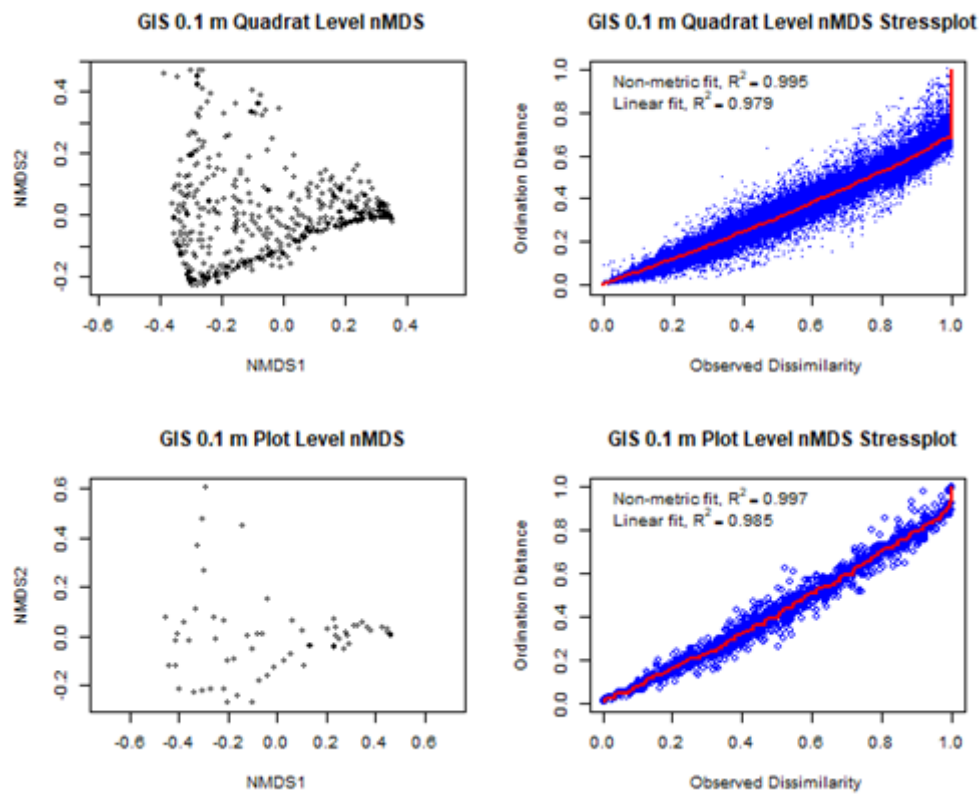 GIS 0.1 m Quadrat Level nMDS
NMDS2
-0.2 0.0 0.2 0.4
-0.6 -0.4 -0.2 0.0 0.2 0.4
NMDS1
GIS 0.1 m Quadrat Level nMDS Stressplot
Non-metric fit, R² = 0.995
Linear fit, R² = 0.979
Ordination Distance
0.0 0.2 0.4 0.6 0.8 1.0
0.0 0.2 0.4 0.6 0.8 1.0
Observed Dissimilarity
GIS 0.1 m Plot Level nMDS
NMDS2
-0.2 0.0 0.2 0.4 0.6
-0.6 -0.4 -0.2 0.0 0.2 0.4 0.6
NMDS1
GIS 0.1 m Plot Level nMDS Stressplot
Non-metric fit, R² = 0.997
Linear fit, R² = 0.985
Ordination Distance
0.0 0.2 0.4 0.6 0.8 1.0
0.0 0.2 0.4 0.6 0.8 1.0
Observed Dissimilarity